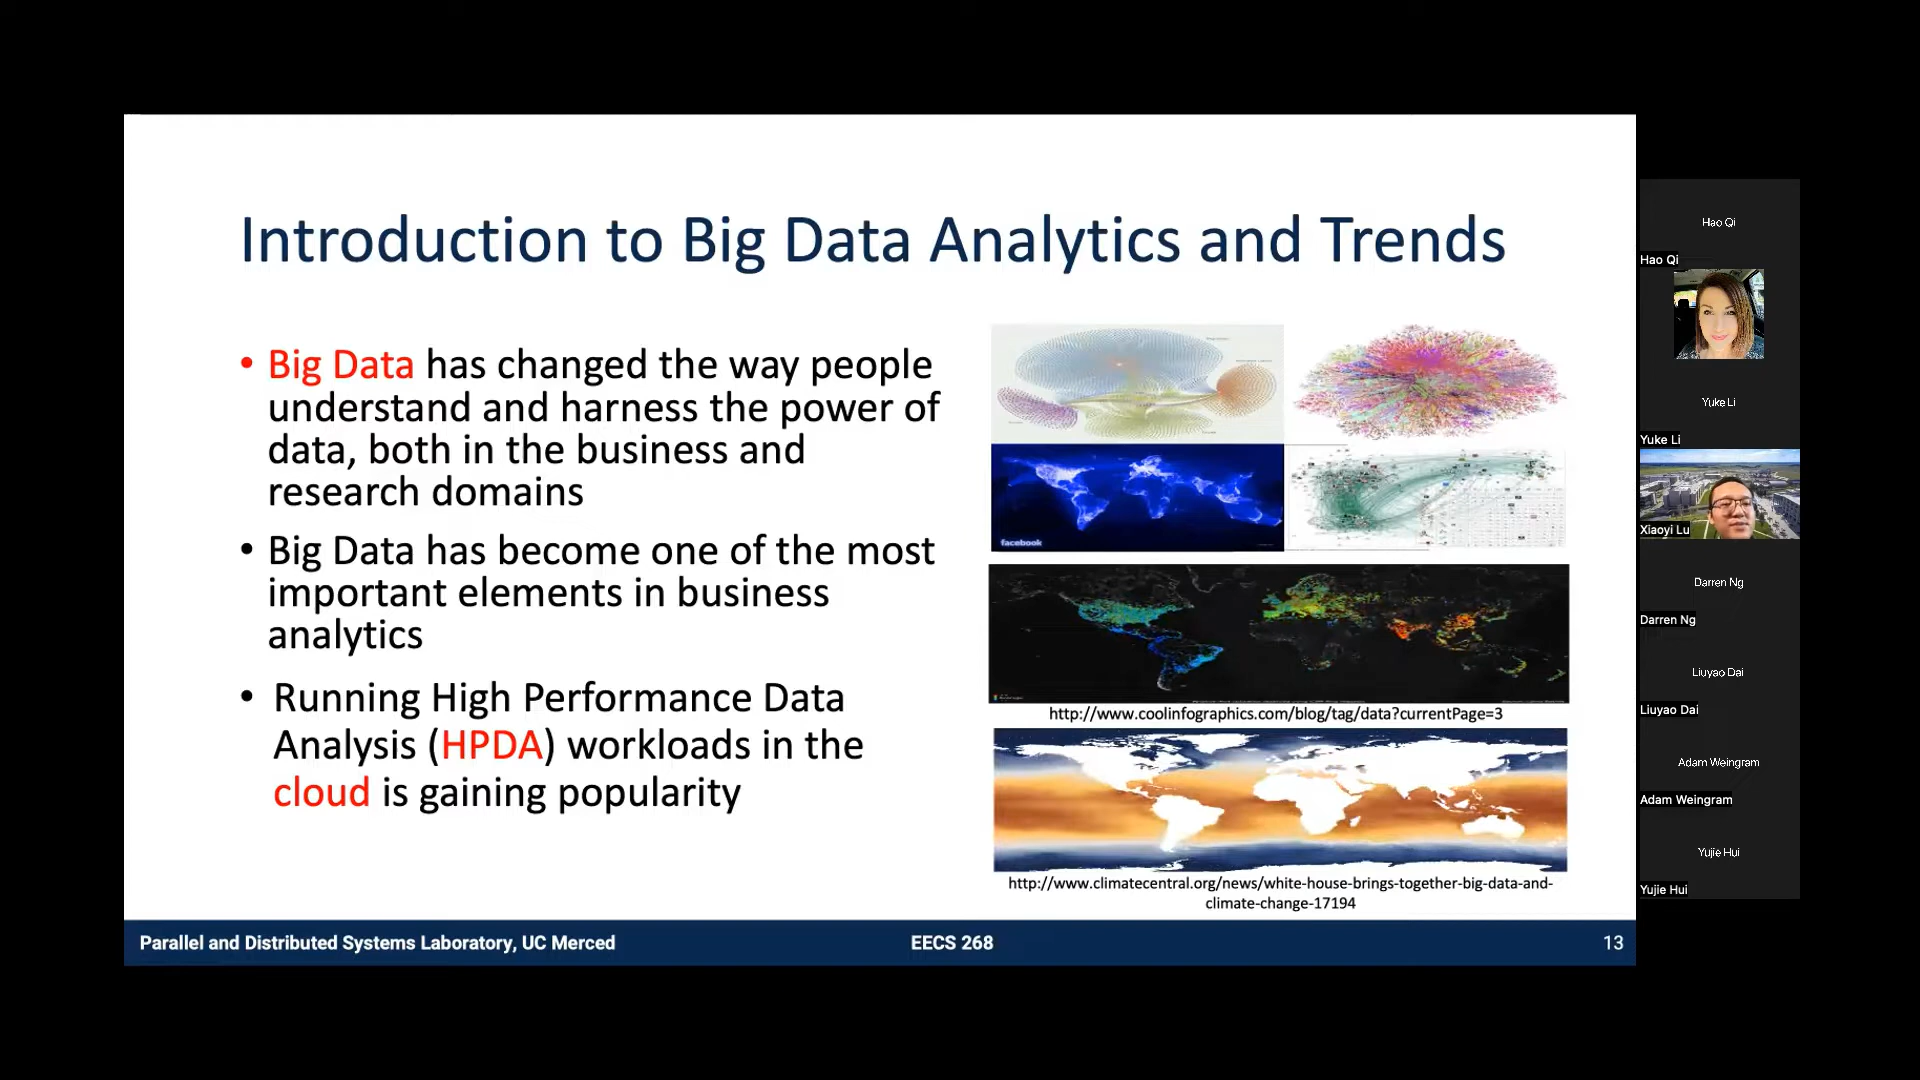 Introduction to Big Data Analytics and Trends
• Big Data has changed the way people
understand and harness the power of
data, both in the business and
research domains
• Big Data has become one of the most
important elements in business
analytics
• Running High Performance Data
Analysis (HPDA) workloads in the
cloud is gaining popularity
facebook
http://www.coolinfographics.com/blog/tag/data?currentPage=3
http://www.climatecentral.org/news/white-house-brings-together-big-data-and-
climate-change-17194
Parallel and Distributed Systems Laboratory, UC Merced
EECS 268
13
Hao Qi
Hao Qi
Yuke Li
Yuke Li
Xiaoyi Lu
Darren Ng
Darren Ng
Liuyao Dai
Liuyao Dai
Adam Weingram
Adam Weingram
Yujie Hui
Yujie Hui